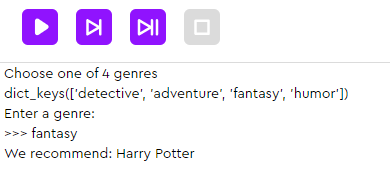 Choose one of 4 genres
dict_keys(['detective', 'adventure', 'fantasy', 'humor'])
Enter a genre:
>>> fantasy
We recommend: Harry Potter